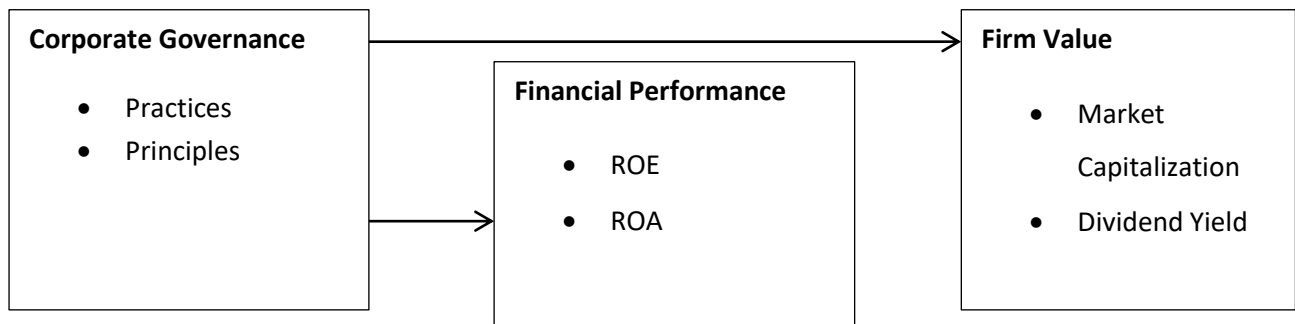 Corporate Governance
• Practices
• Principles
Financial Performance
• ROE
• ROA
Firm Value
• Market
Capitalization
• Dividend Yield